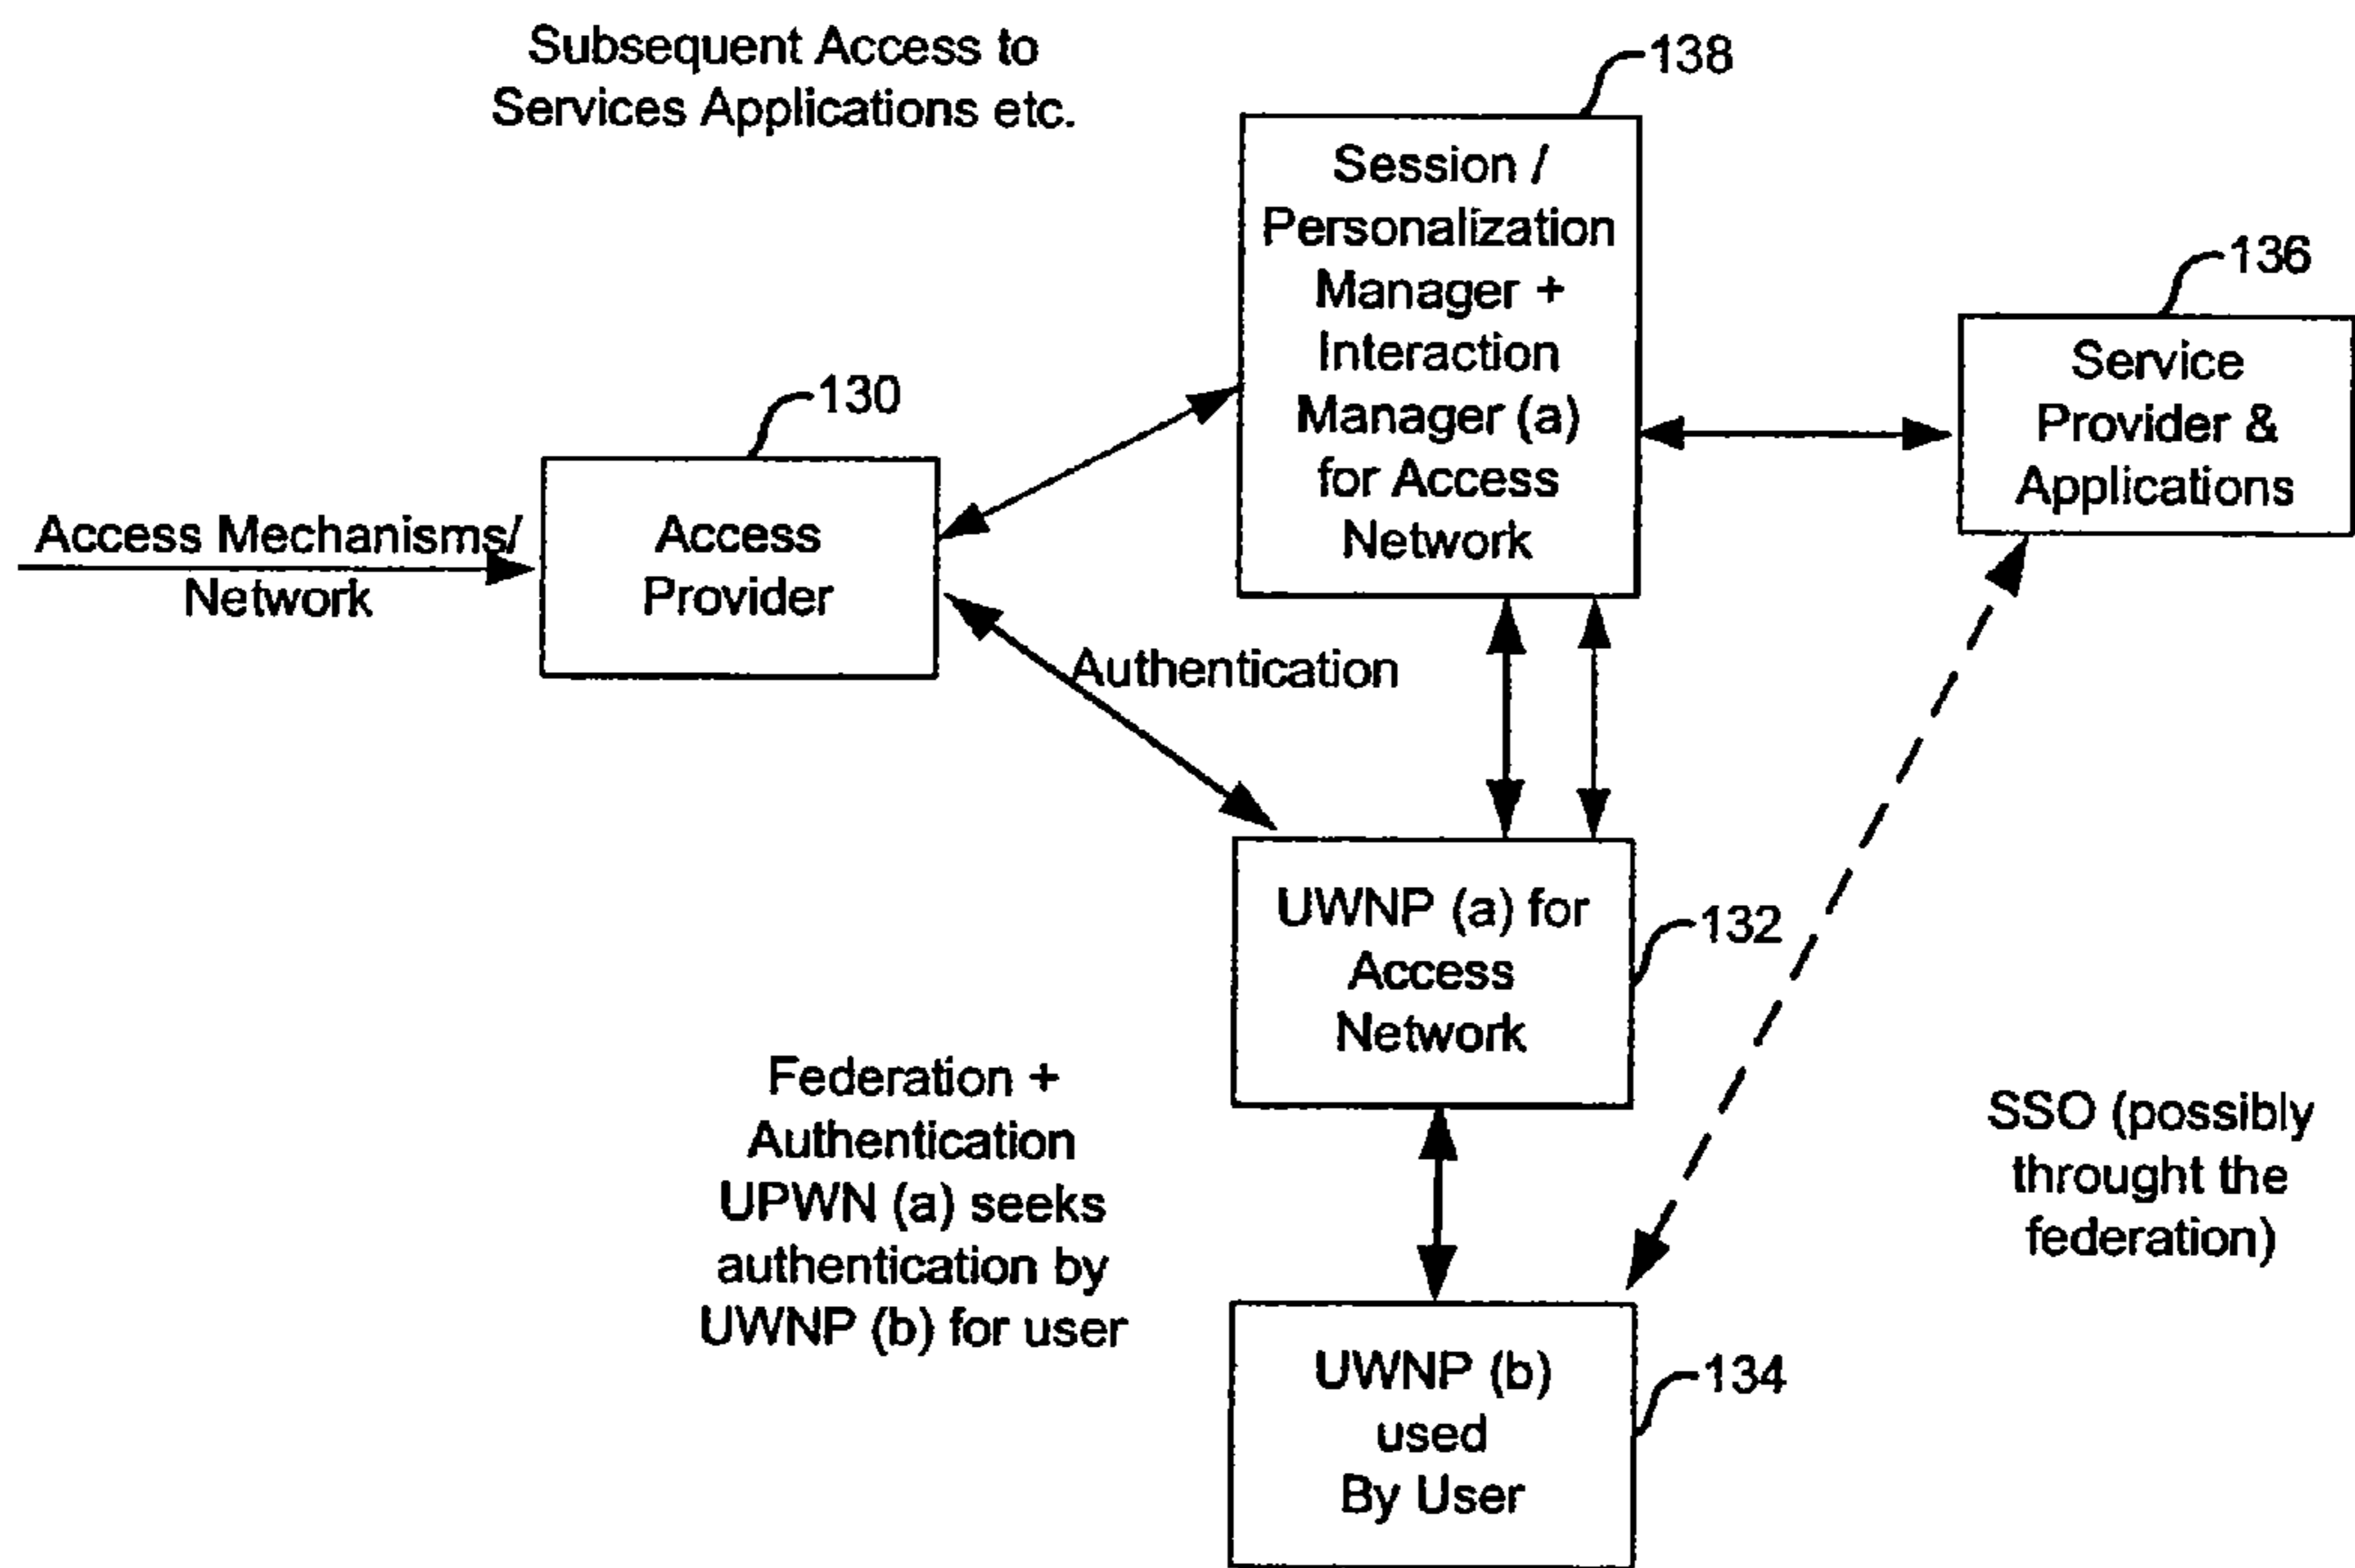 Subsequent Access to
Services Applications etc.
138
Session /
Personalization
Manager +
Interaction
Manager (a)
for Access
Network
136
Service
Provider &
Applications
130
Access
Provider
Access Mechanisms/
Network
Authentication
UWNP (a) for
Access
Network
132
Federation +
Authentication
UPWN (a) seeks
authentication by
UWNP (b) for user
SSO (possibly
throught the
federation)
UWNP (b)
used
By User
134